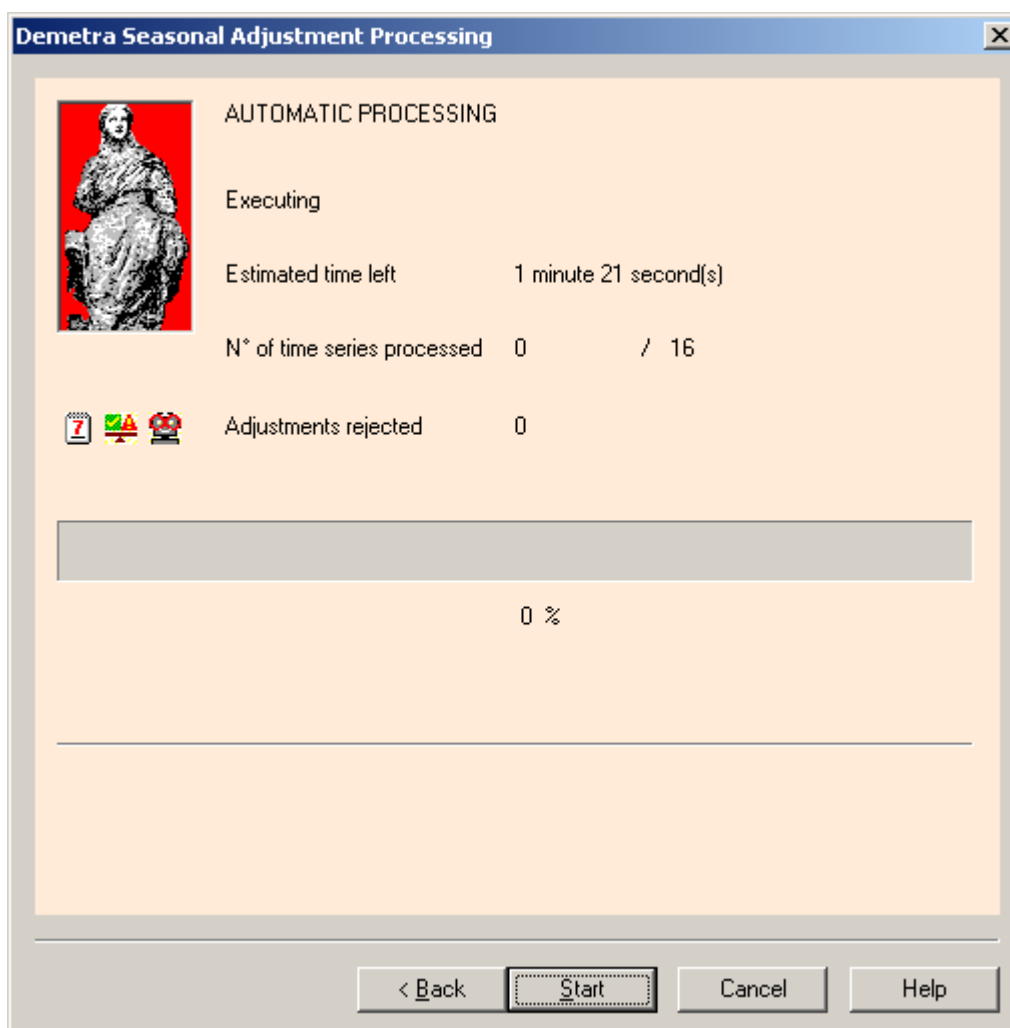 Demetra Seasonal Adjustment Processing
AUTOMATIC PROCESSING
Executing
Estimated time left 1 minute 21 second(s)
N° of time series processed 0 / 16
7
Adjustments rejected 0
0 %
< Back Start Cancel Help